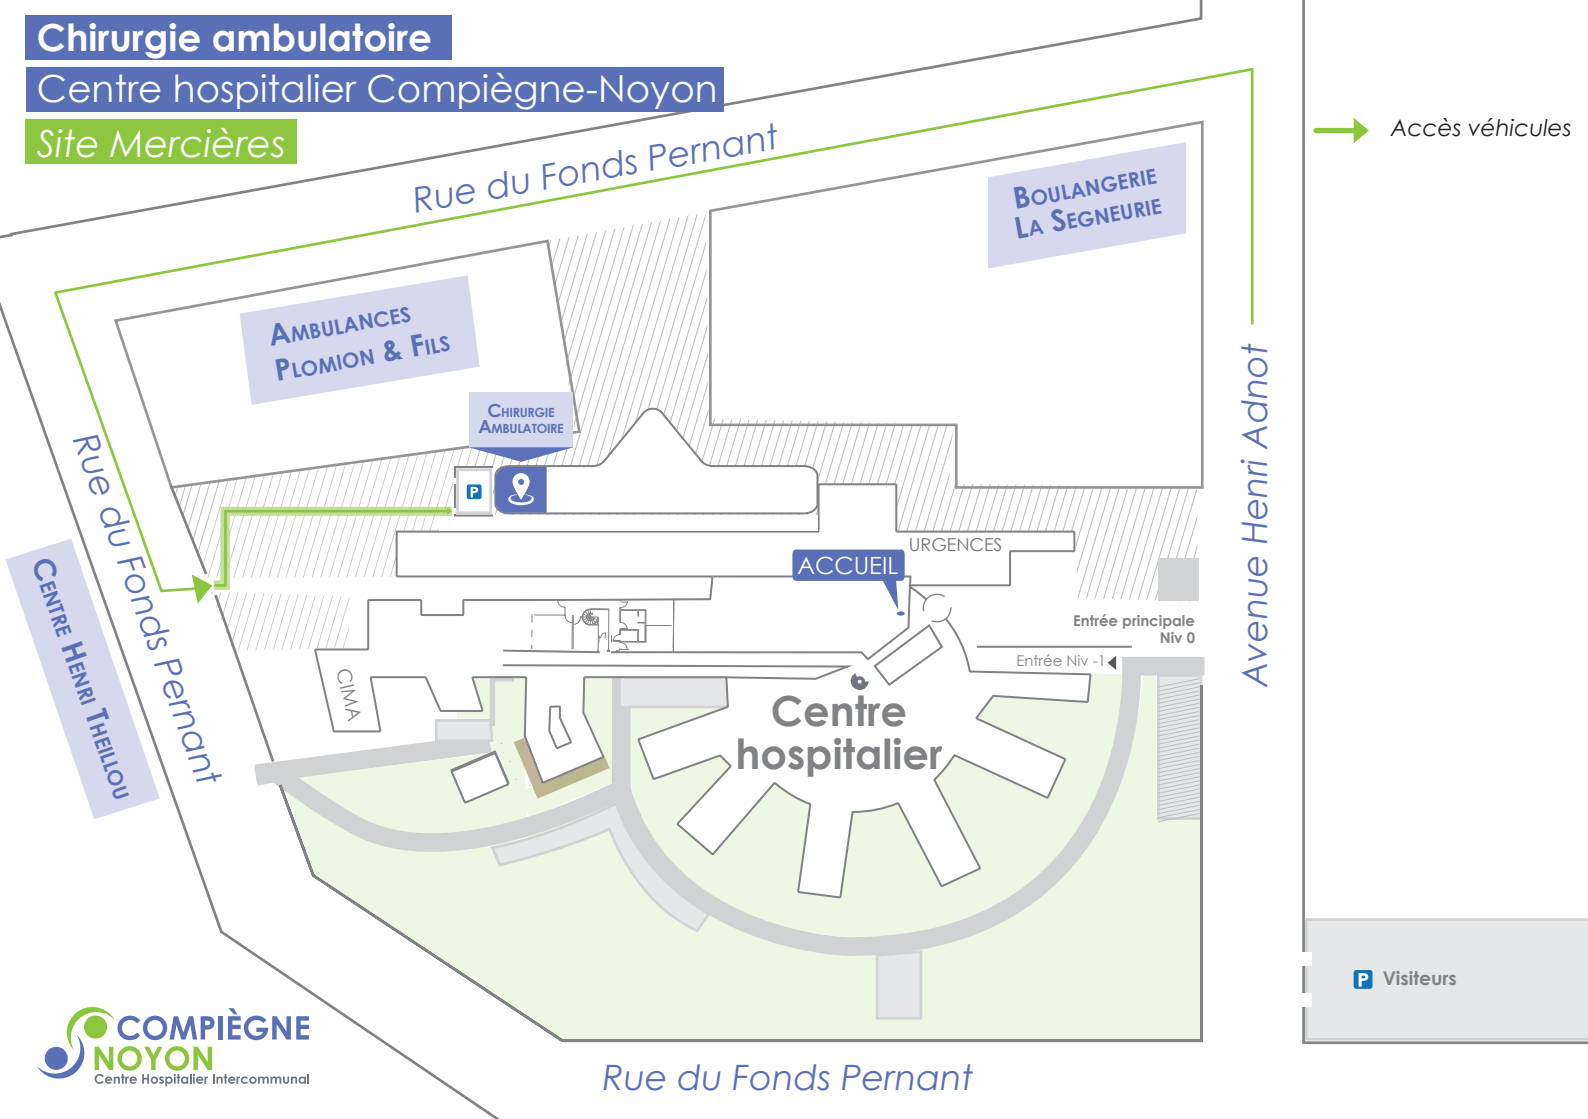 Chirurgie ambulatoire
Centre hospitalier Compiègne-Noyon
Site Mercières
Accès véhicules
Rue du Fonds Pernant
BOULANGERIE
LA SEGNEURIE
AMBULANCES
PLOMION & FILS
CHIRURGIE
AMBULATOIRE
P
Rue du Fonds Pernant
Avenue Henri Adnot
URGENCES
ACCUEIL
CENTRE HENRI THEILLOU
Entrée principale
Niv 0
Entrée Niv -1
CIMA
Centre
hospitalier
P Visiteurs
COMPIÈGNE
NOYON
Centre Hospitalier Intercommunal
Rue du Fonds Pernant